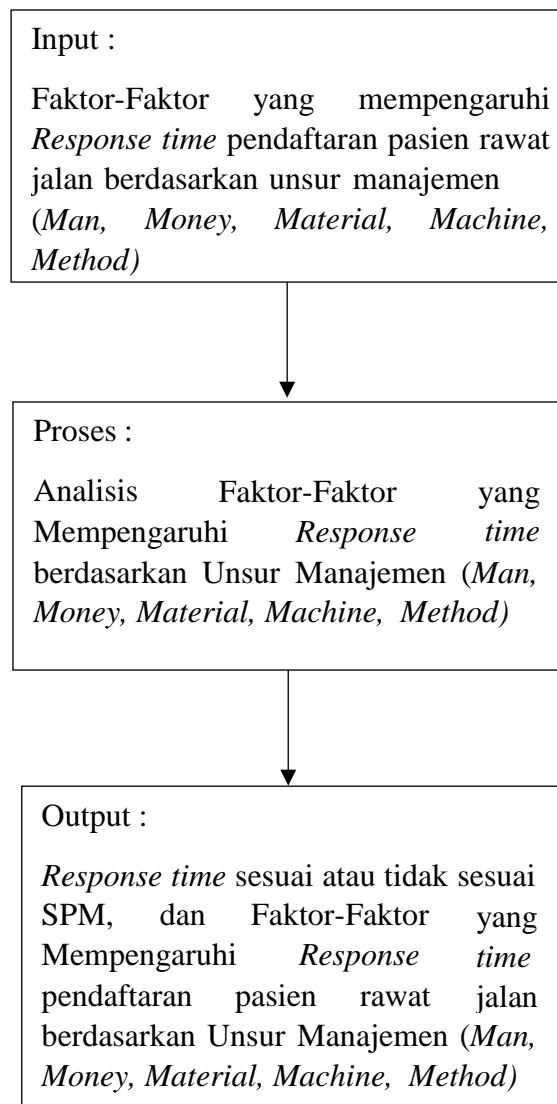 Input :
Faktor-Faktor yang mempengaruhi
Response time pendaftaran pasien rawat
jalan berdasarkan unsur manajemen
(Man, Money, Material, Machine,
Method)
Proses :
Analisis Faktor-Faktor yang
Mempengaruhi Response time
berdasarkan Unsur Manajemen (Man,
Money, Material, Machine, Method)
Output :
Response time sesuai atau tidak sesuai
SPM, dan Faktor-Faktor yang
Mempengaruhi Response time
pendaftaran pasien rawat jalan
berdasarkan Unsur Manajemen (Man,
Money, Material, Machine, Method)